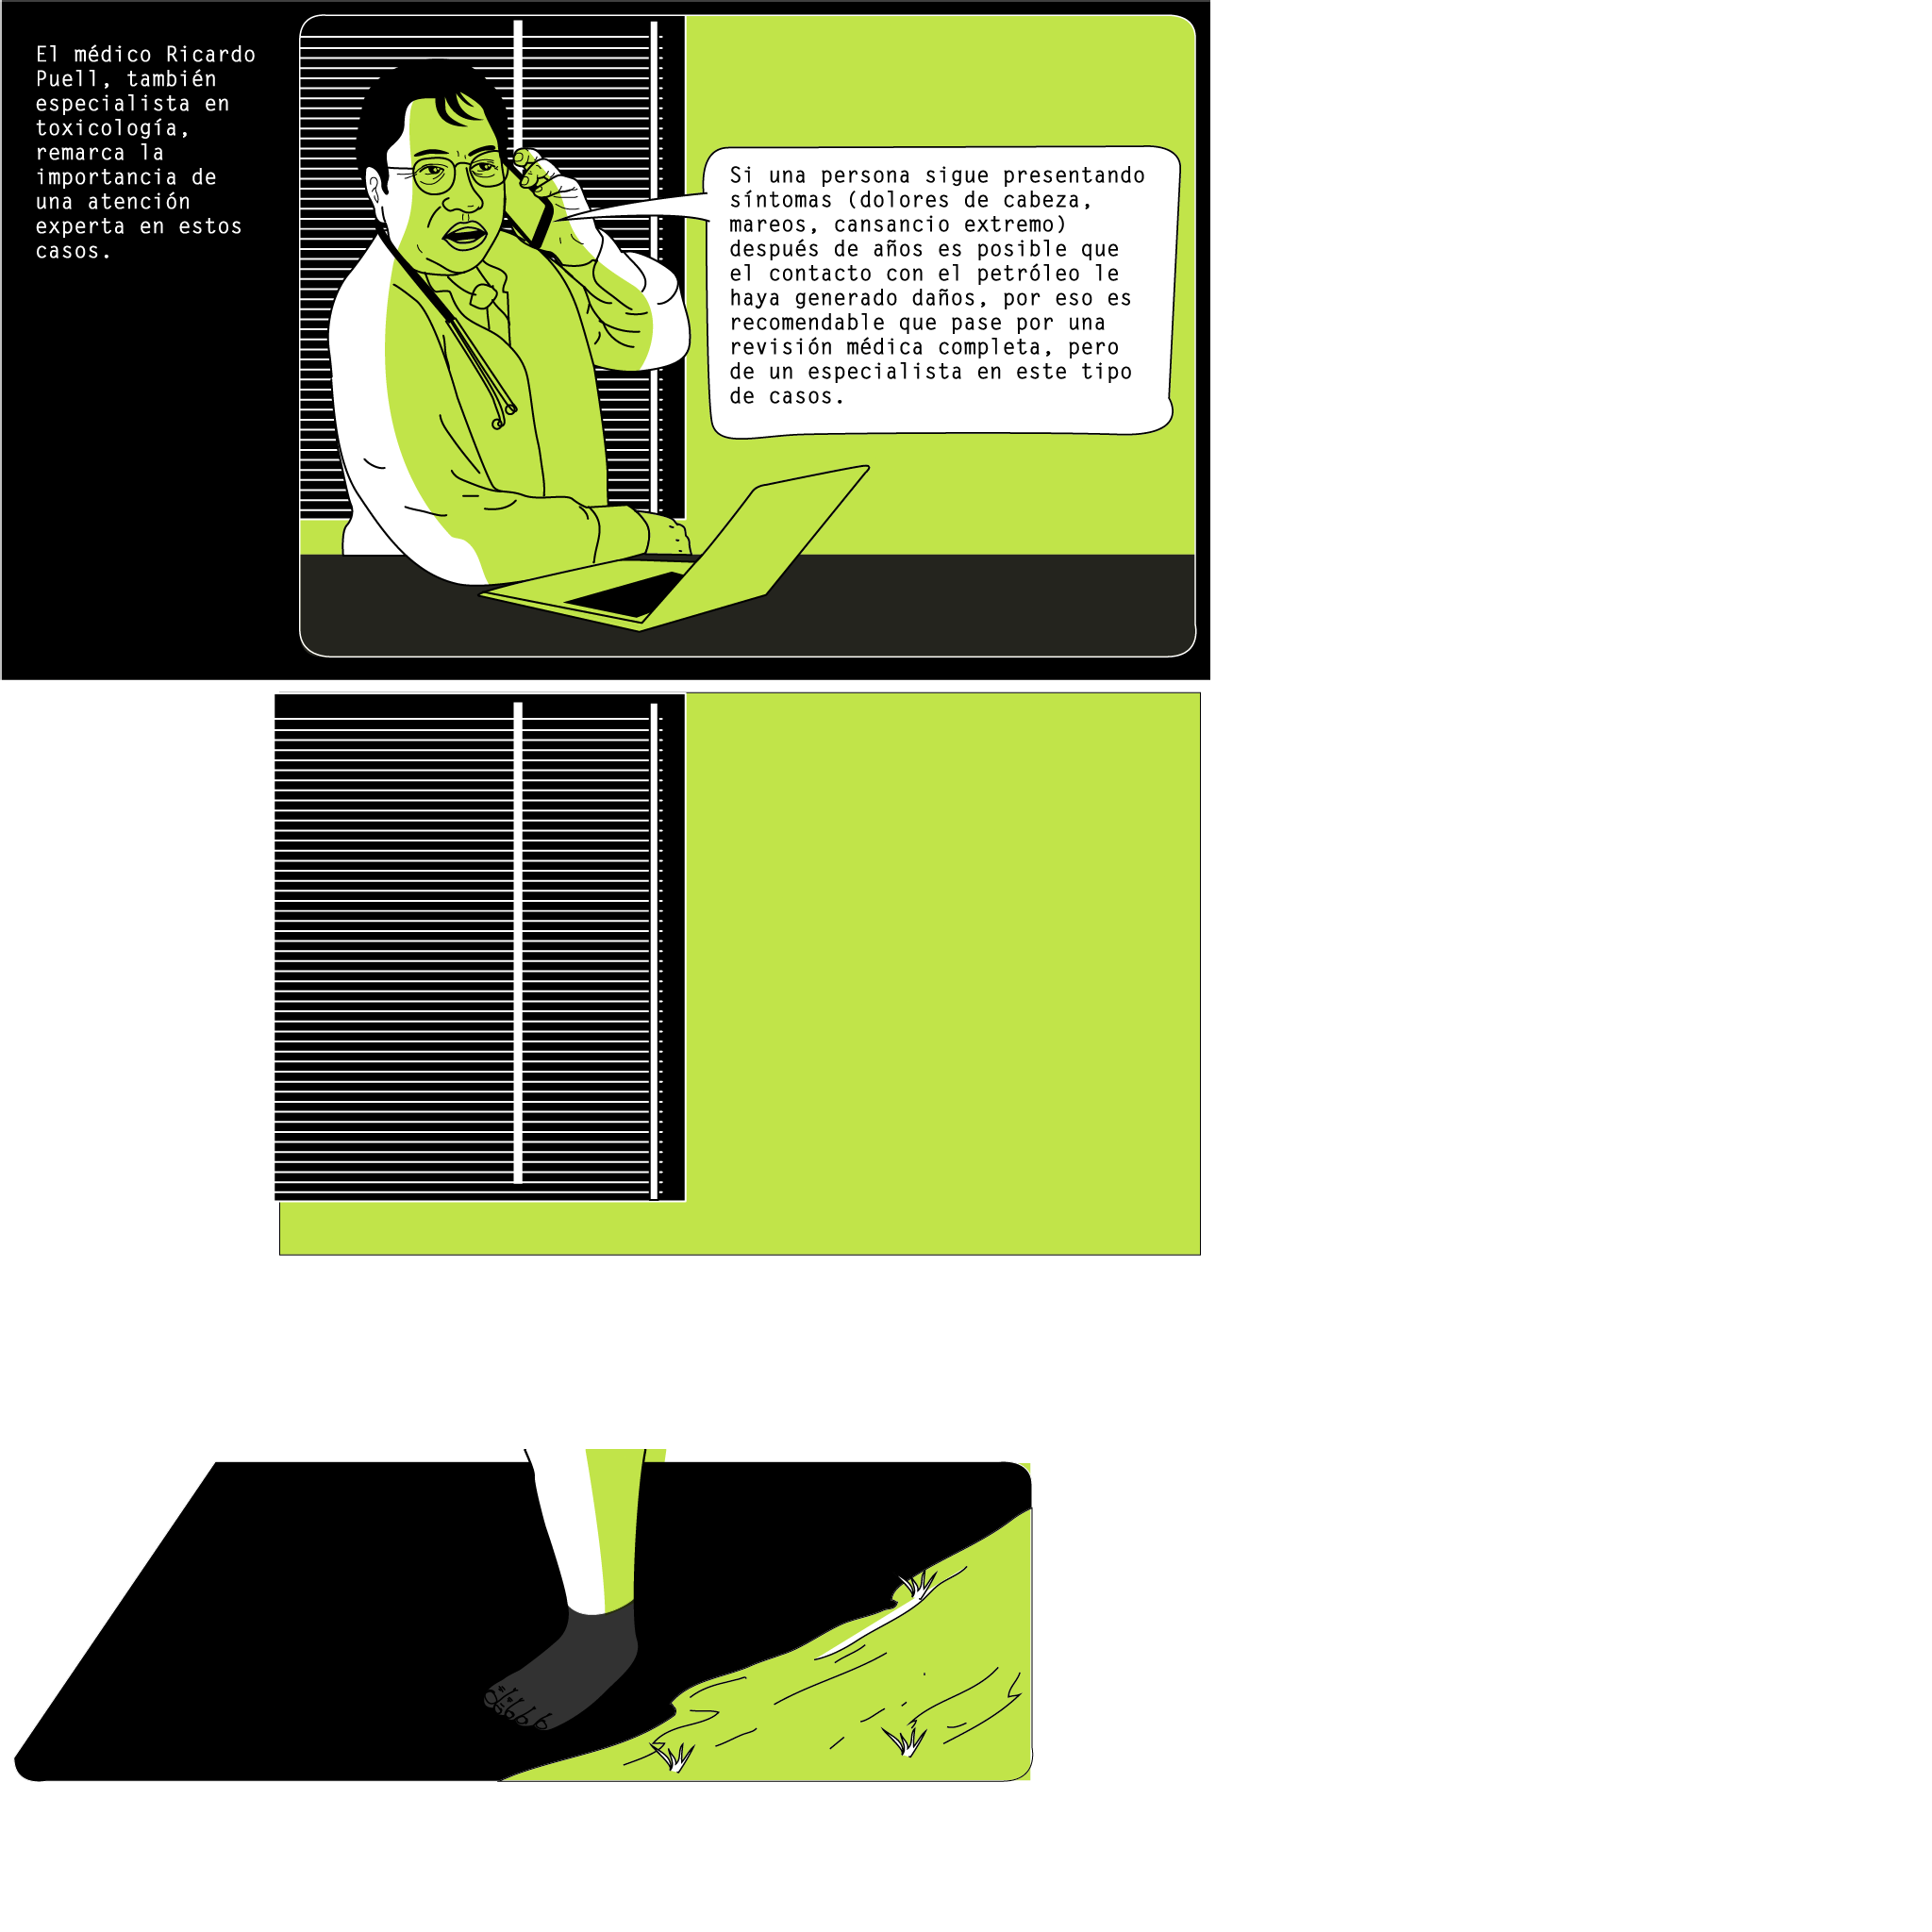 El médico Ricardo
Puell, también
especialista en
toxicología,
remarca la
importancia de
una atención
experta en estos
casos.
Si una persona sigue presentando
síntomas (dolores de cabeza,
mareos, cansancio extremo)
después de años es posible que
el contacto con el petróleo le
haya generado daños, por eso es
recomendable que pase por una
revisión médica completa, pero
de un especialista en este tipo
de casos.